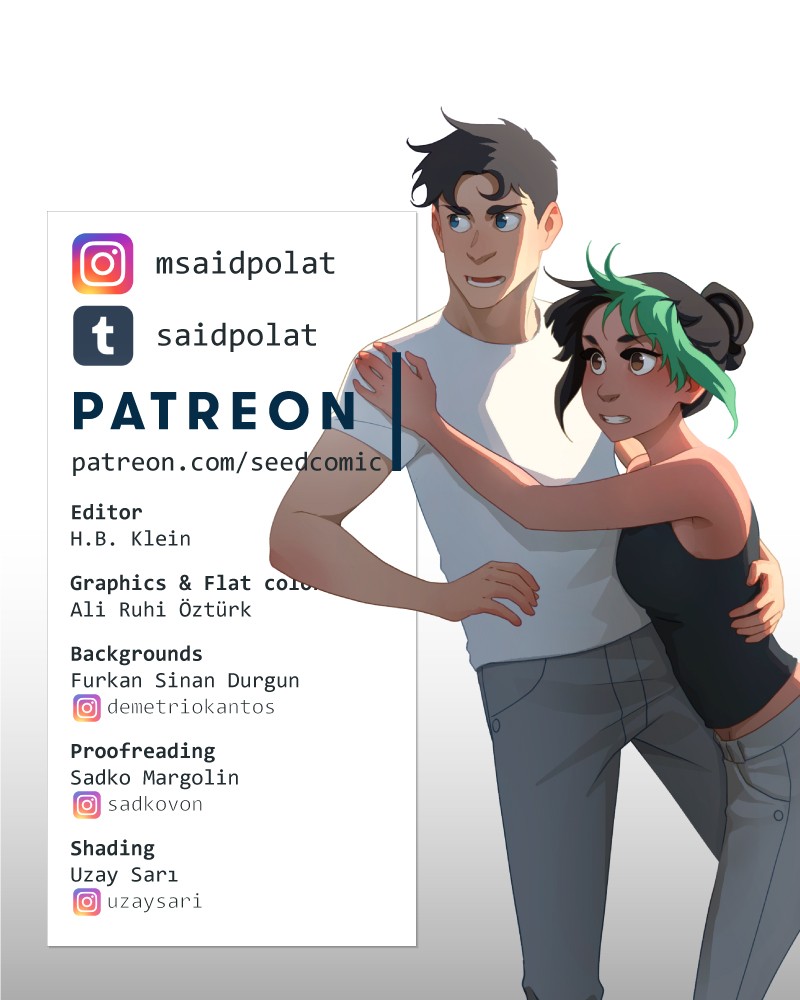 msaidpolat
saidpolat
PATREON
patreon.com/seedcomic
Editor
H.B. Klein
Graphics & Flat color
Ali Ruhi Öztürk
Backgrounds
Furkan Sinan Durgun
demetriokantos
Proofreading
Sadko Margolin
sadkovon
Shading
Uzay Sarı
uzaysari